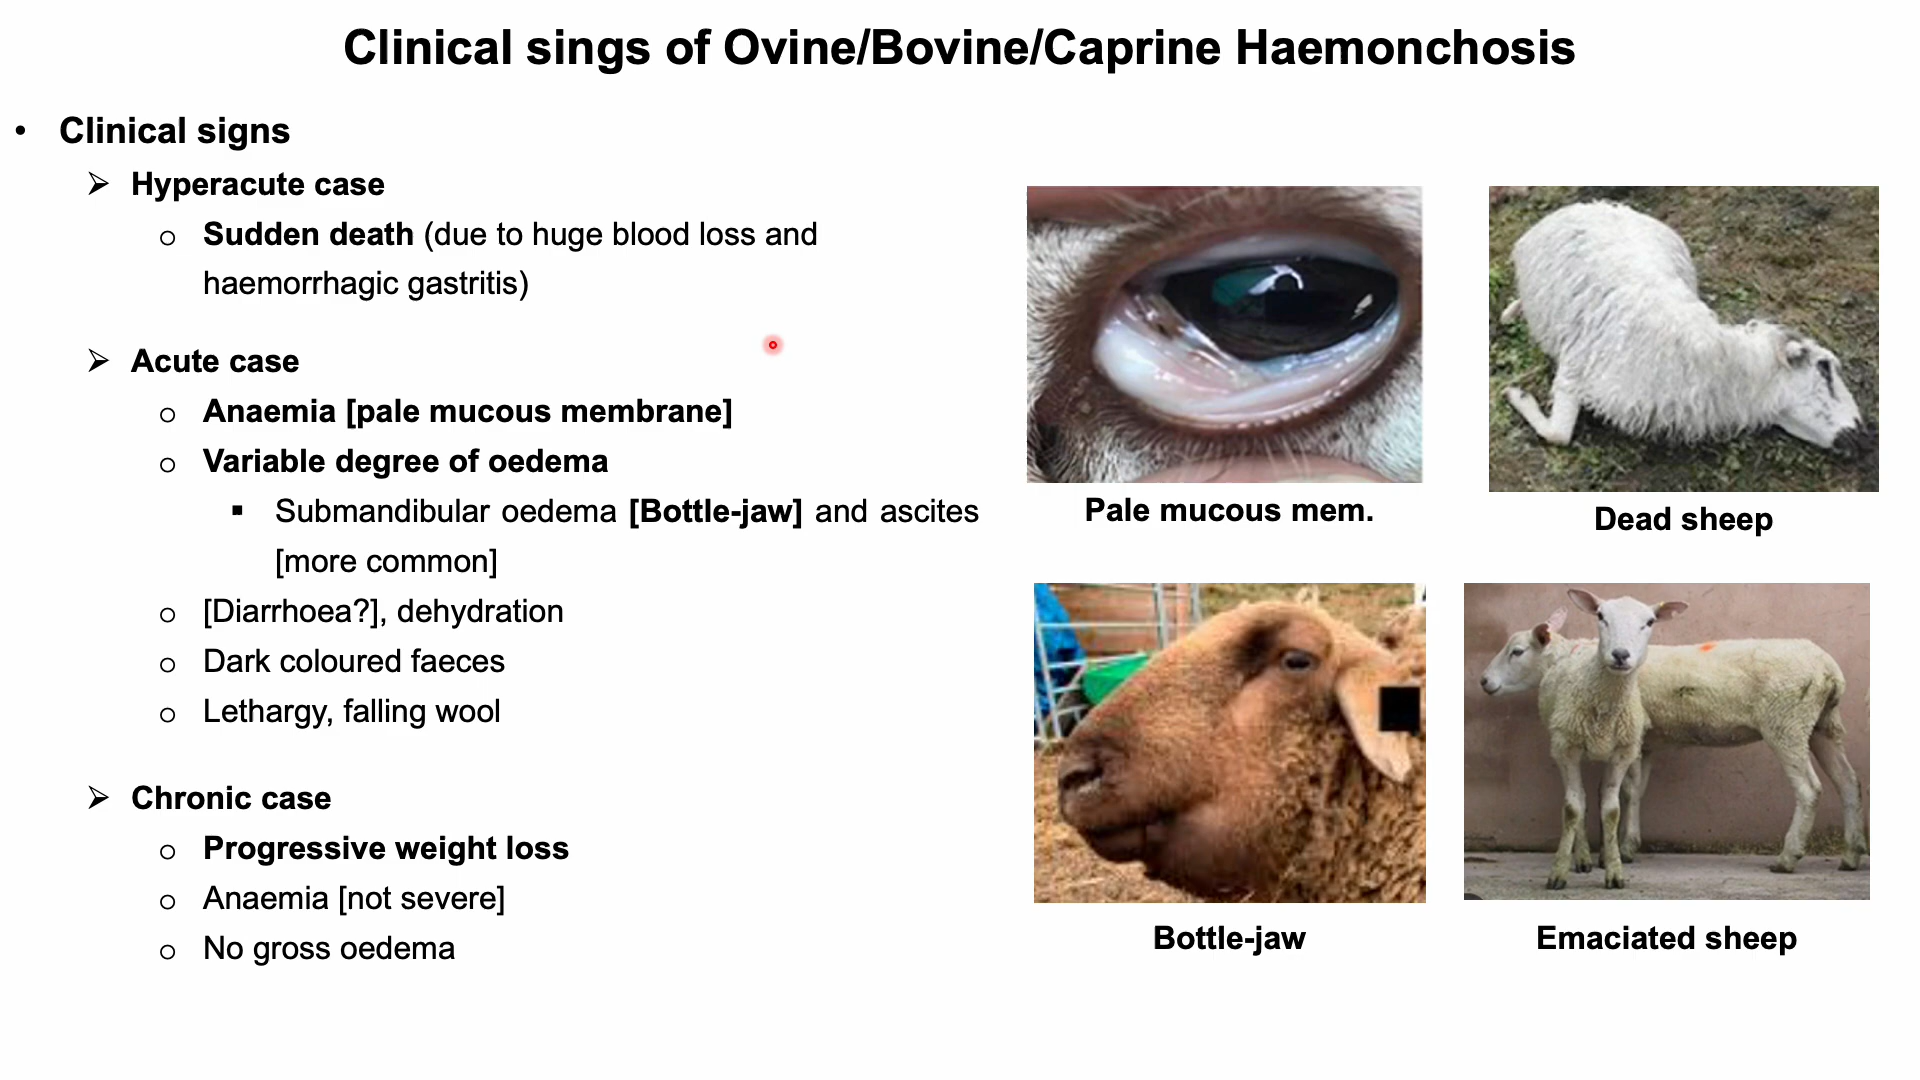 Clinical sings of Ovine/Bovine/Caprine Haemonchosis
• Clinical signs
➢ Hyperacute case
o Sudden death (due to huge blood loss and
haemorrhagic gastritis)
➢ Acute case
o Anaemia [pale mucous membrane]
o Variable degree of oedema
▪ Submandibular oedema [Bottle-jaw] and ascites
[more common]
o [Diarrhoea?], dehydration
o Dark coloured faeces
o Lethargy, falling wool
➢ Chronic case
o Progressive weight loss
o Anaemia [not severe]
o No gross oedema
Pale mucous mem.
Dead sheep
Bottle-jaw
Emaciated sheep